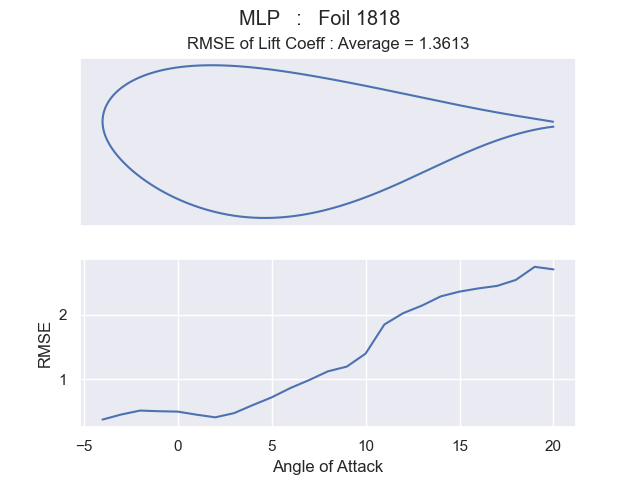 MLP   :   Foil 1818
RMSE of Lift Coeff : Average = 1.3613
2
1
RMSE
−5 0 5 10 15 20
Angle of Attack